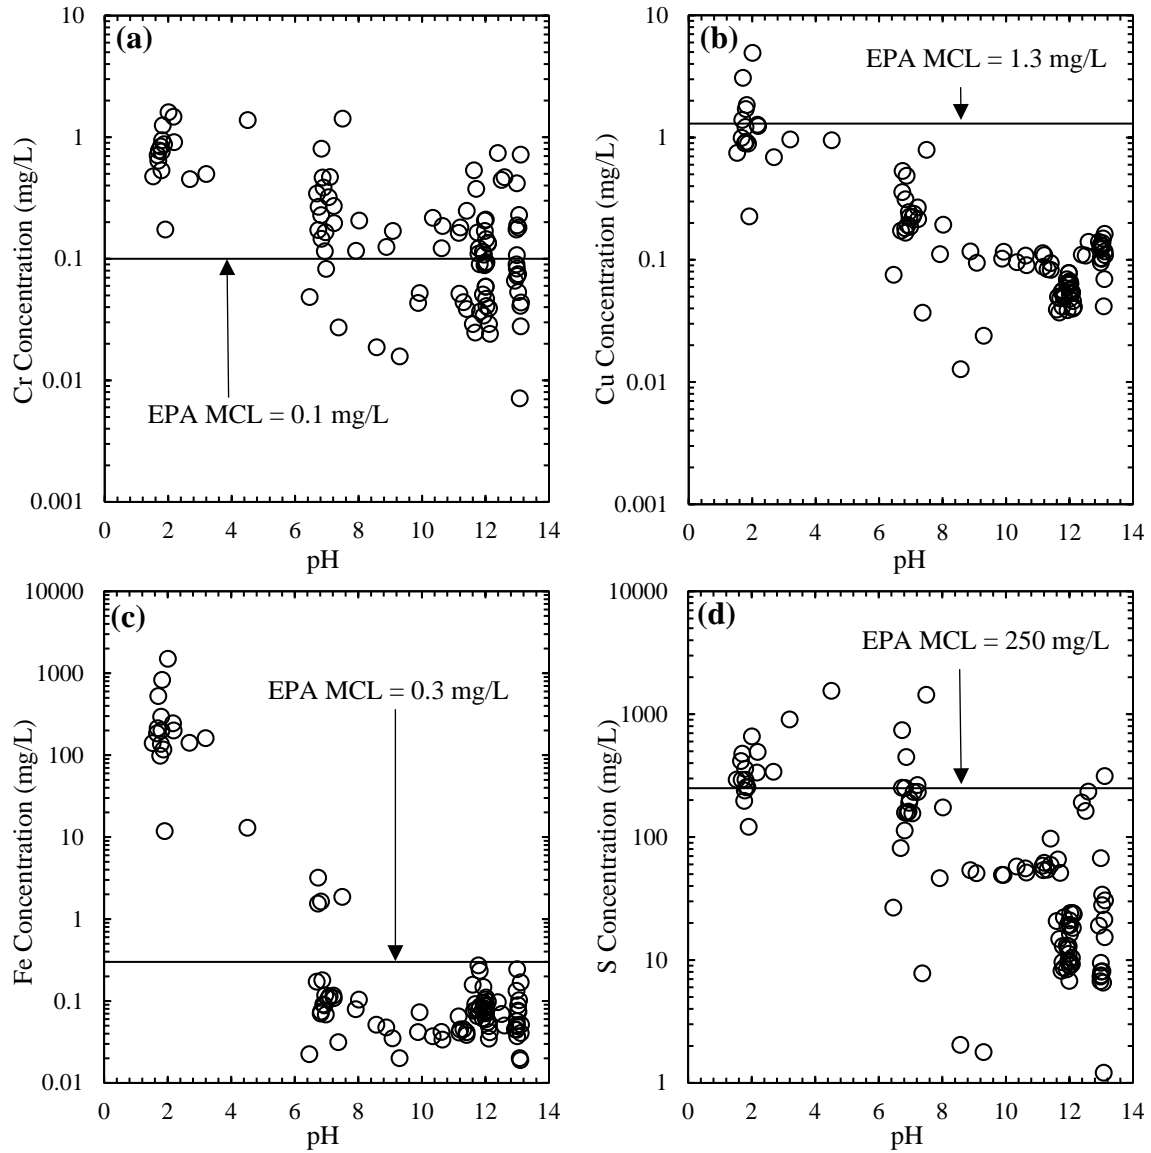 (a)
10
1
0.1
0.01
0.001
Cr Concentration (mg/L)
EPA MCL = 0.1 mg/L
0 2 4 6 8 10 12 14
pH
(b)
10
1
0.1
0.01
0.001
Cu Concentration (mg/L)
EPA MCL = 1.3 mg/L
0 2 4 6 8 10 12 14
pH
(c)
10000
1000
100
10
1
0.1
0.01
Fe Concentration (mg/L)
EPA MCL = 0.3 mg/L
0 2 4 6 8 10 12 14
pH
(d)
10000
1000
100
10
1
S Concentration (mg/L)
EPA MCL = 250 mg/L
0 2 4 6 8 10 12 14
pH